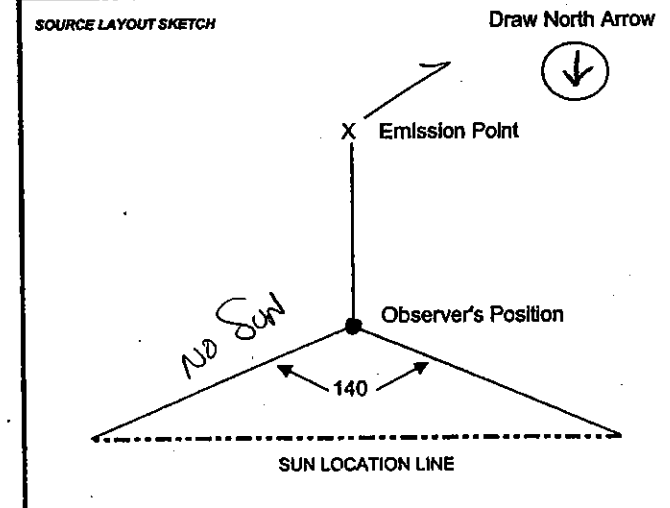 SOURCE LAYOUT SKETCH
Draw North Arrow
X Emission Point
Observer's Position
No Sun
140
SUN LOCATION LINE